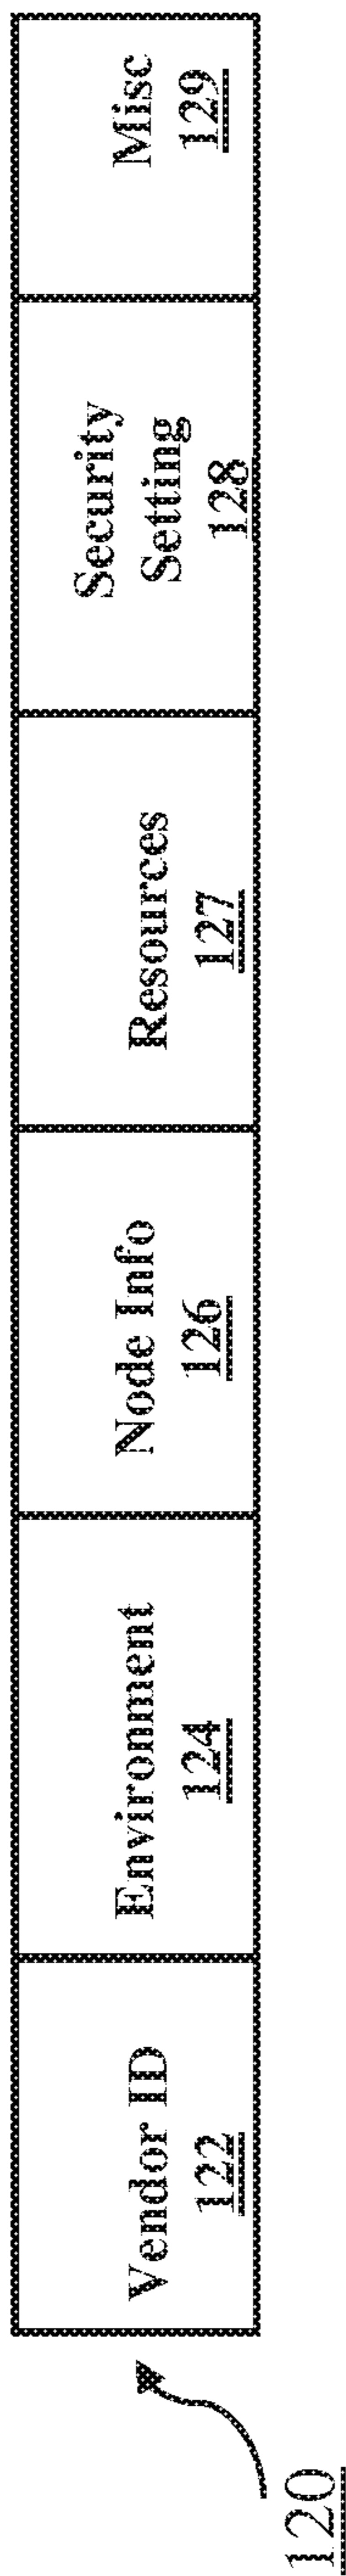 Vendor ID
122
Environment
124
Node Info
126
Resources
127
Security
Setting
128
Misc
129
120